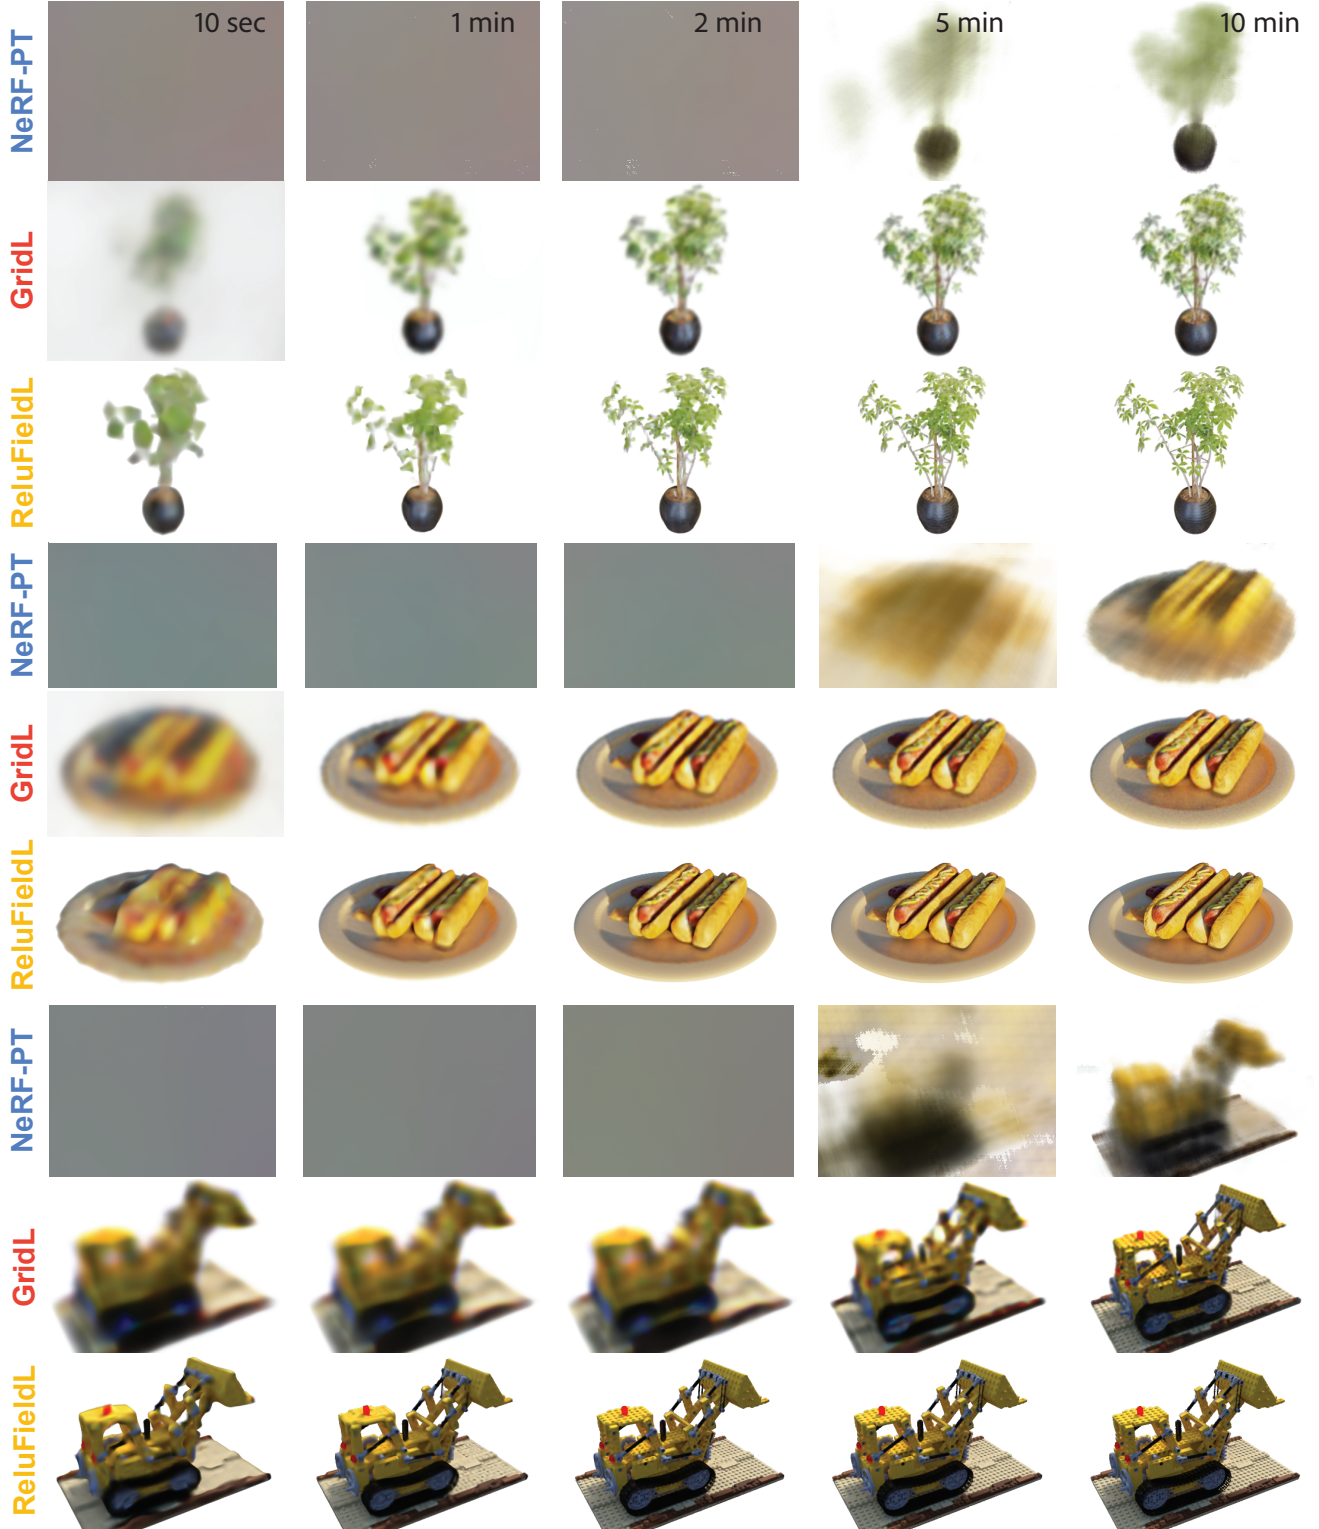 10 sec 1 min 2 min 5 min 10 min
NeRF-PT
GridL
ReluFieldL
NeRF-PT
GridL
ReluFieldL
NeRF-PT
GridL
ReluFieldL